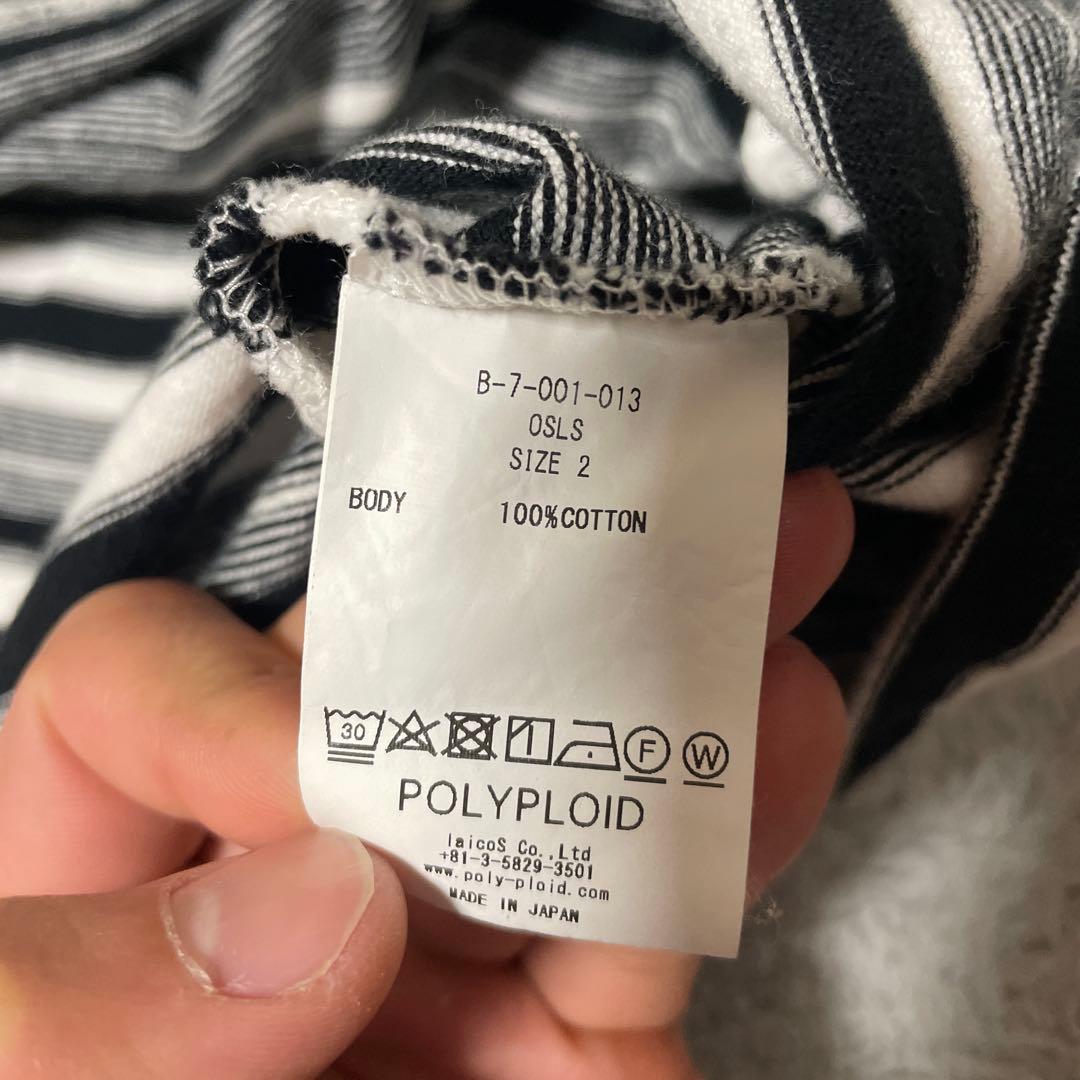 B-7-001-013
OSLS
SIZE 2
BODY 100%COTTON
30 F W
POLYPLOID
laicoS Co.,Ltd
+81-3-5829-3501
www.poly-ploid.com
MADE IN JAPAN